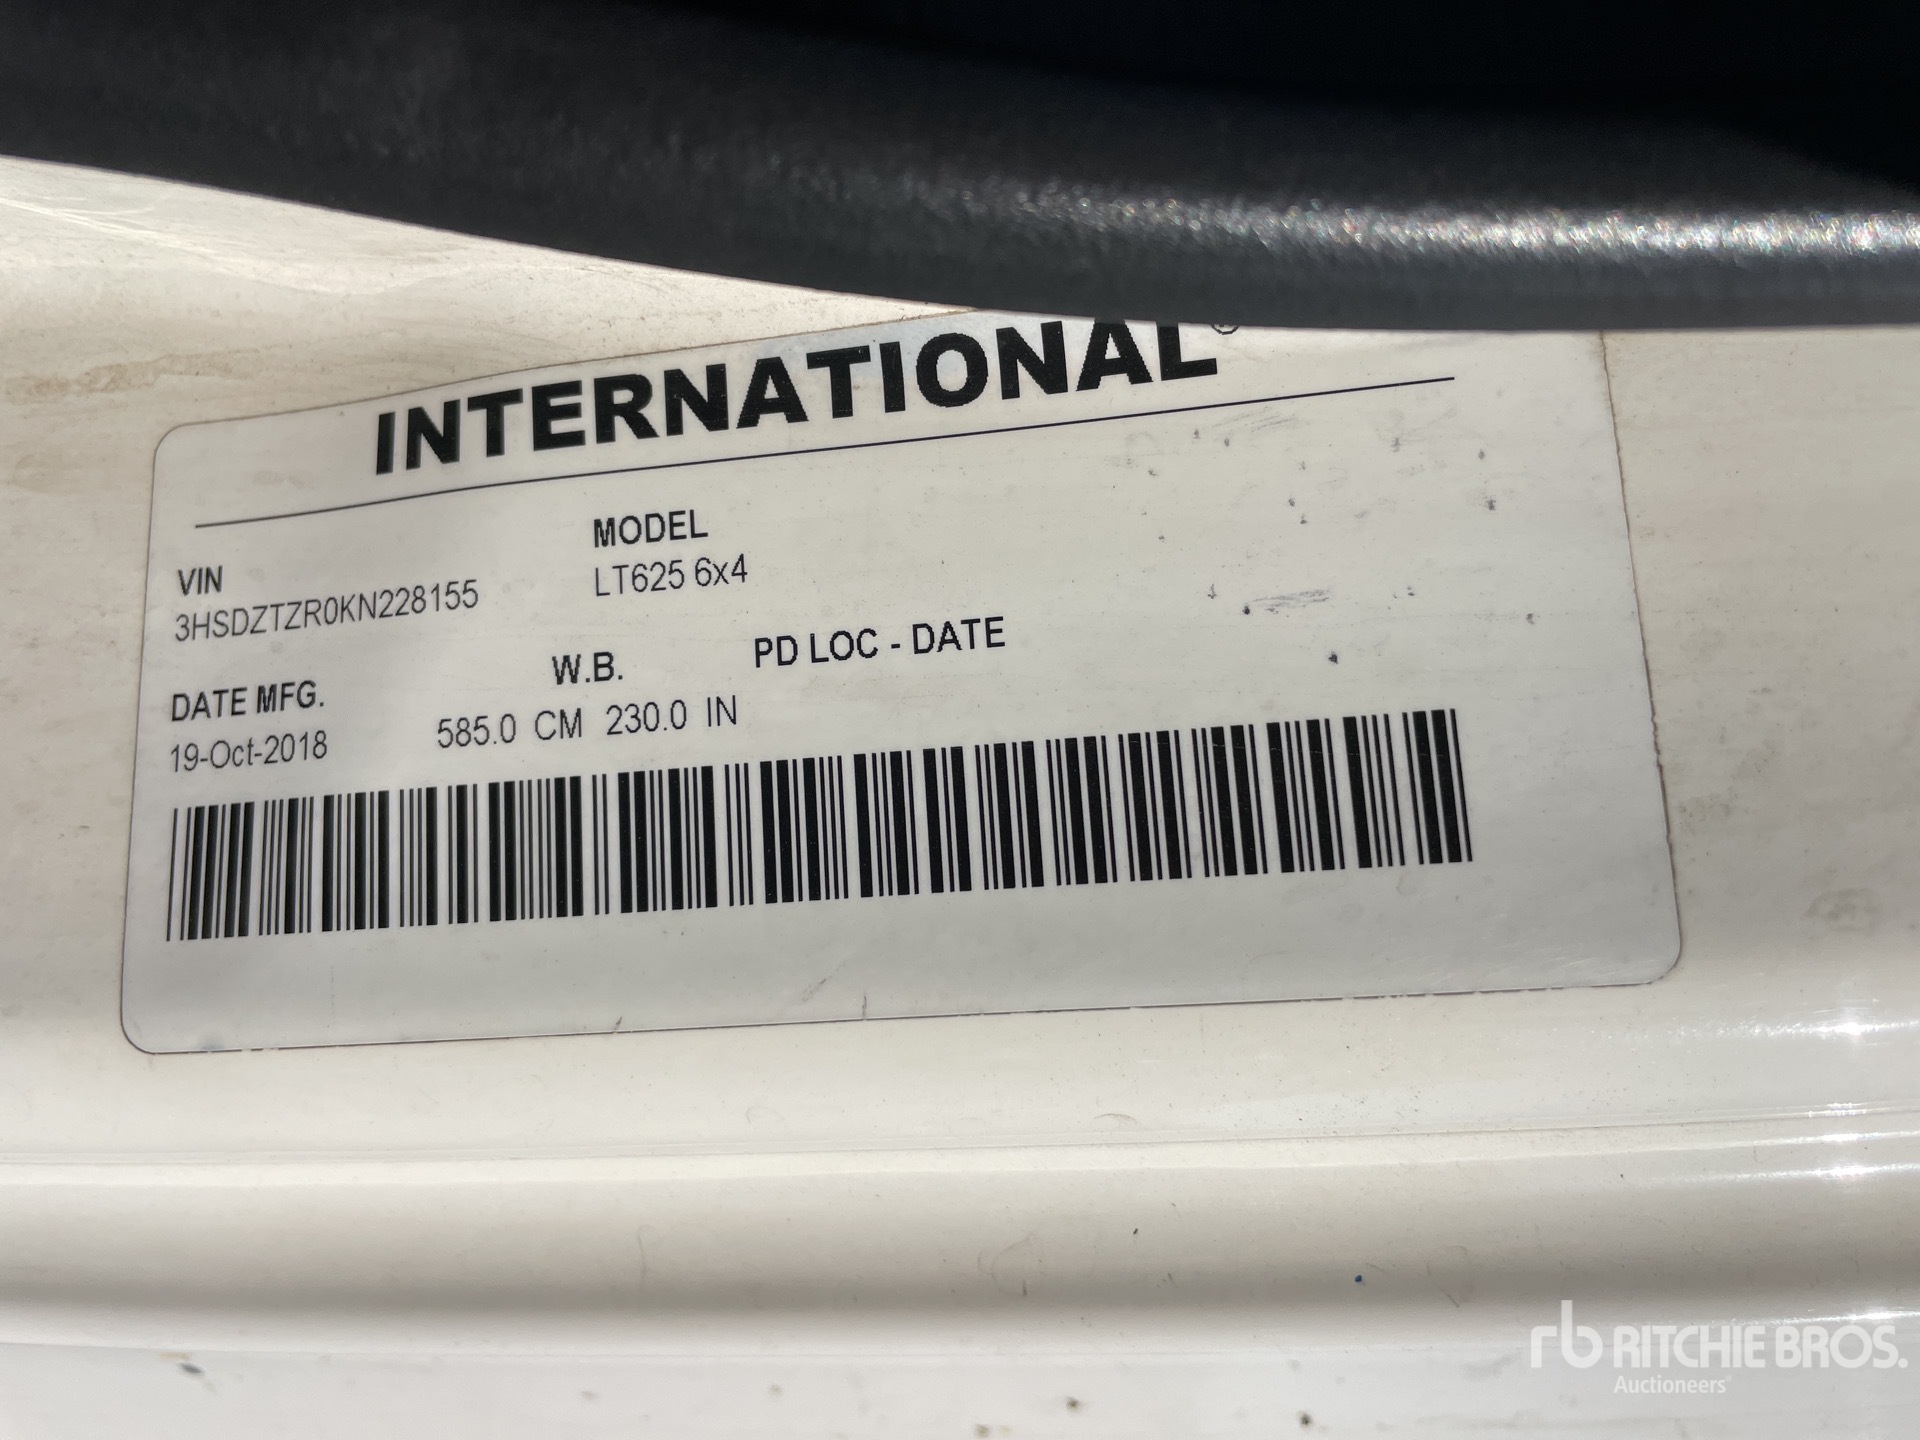 INTERNATIONAL®
MODEL
LT625 6x4
VIN
3HSDZTZR0KN228155
W.B.
PD LOC - DATE
DATE MFG.
19-Oct-2018
585.0 CM 230.0 IN
rb RITCHIE BROS.
Auctioneers